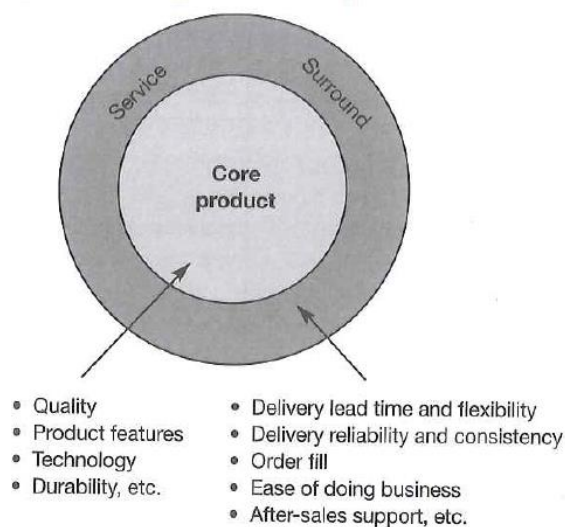 Service
Surround
Core
product
• Quality
• Product features
• Technology
• Durability, etc.
• Delivery lead time and flexibility
• Delivery reliability and consistency
• Order fill
• Ease of doing business
• After-sales support, etc.